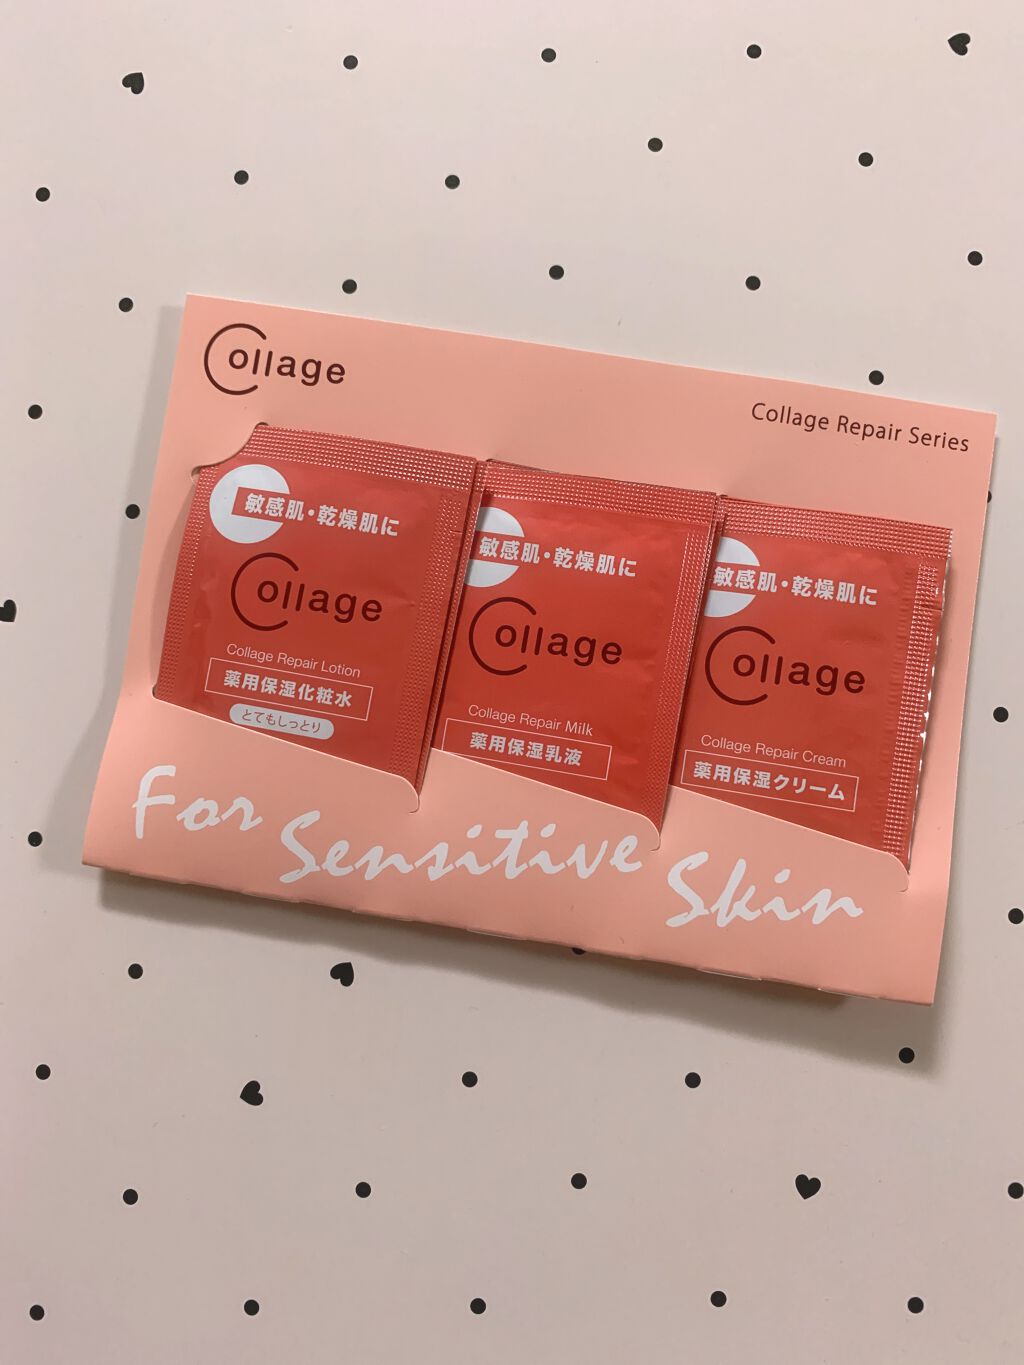 Collage
Collage Repair Series
敏感肌・乾燥肌に
Collage
Collage Repair Lotion
薬用保湿化粧水
とてもしっとり
敏感肌・乾燥肌に
Collage
Collage Repair Milk
薬用保湿乳液
敏感肌・乾燥肌に
Collage
Collage Repair Cream
薬用保湿クリーム
For Sensitive Skin